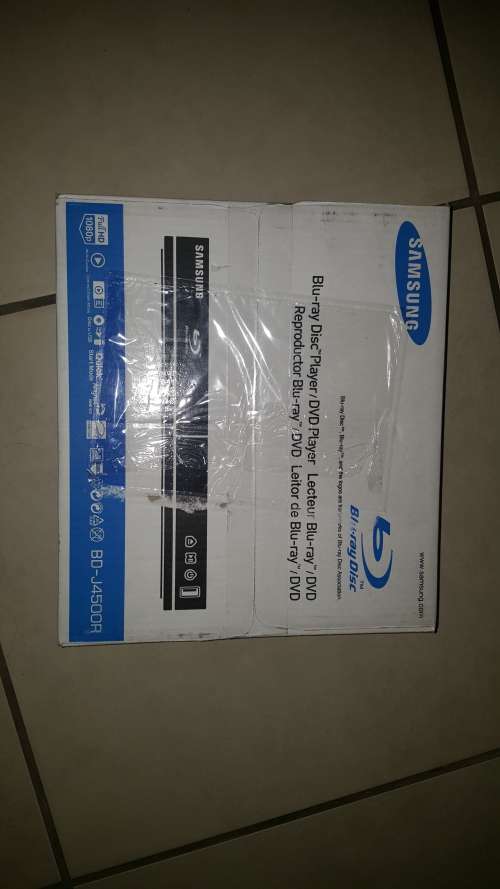 SAMSUNG
www.samsung.com
Blu-ray Disc™
Blu-ray Disc™ Player / DVD Player Lecteur Blu-ray™ / DVD
Reproductor Blu-ray™ / DVD Leitor de Blu-ray™ / DVD
SAMSUNG
Full HD
1080p
BD-J4500R